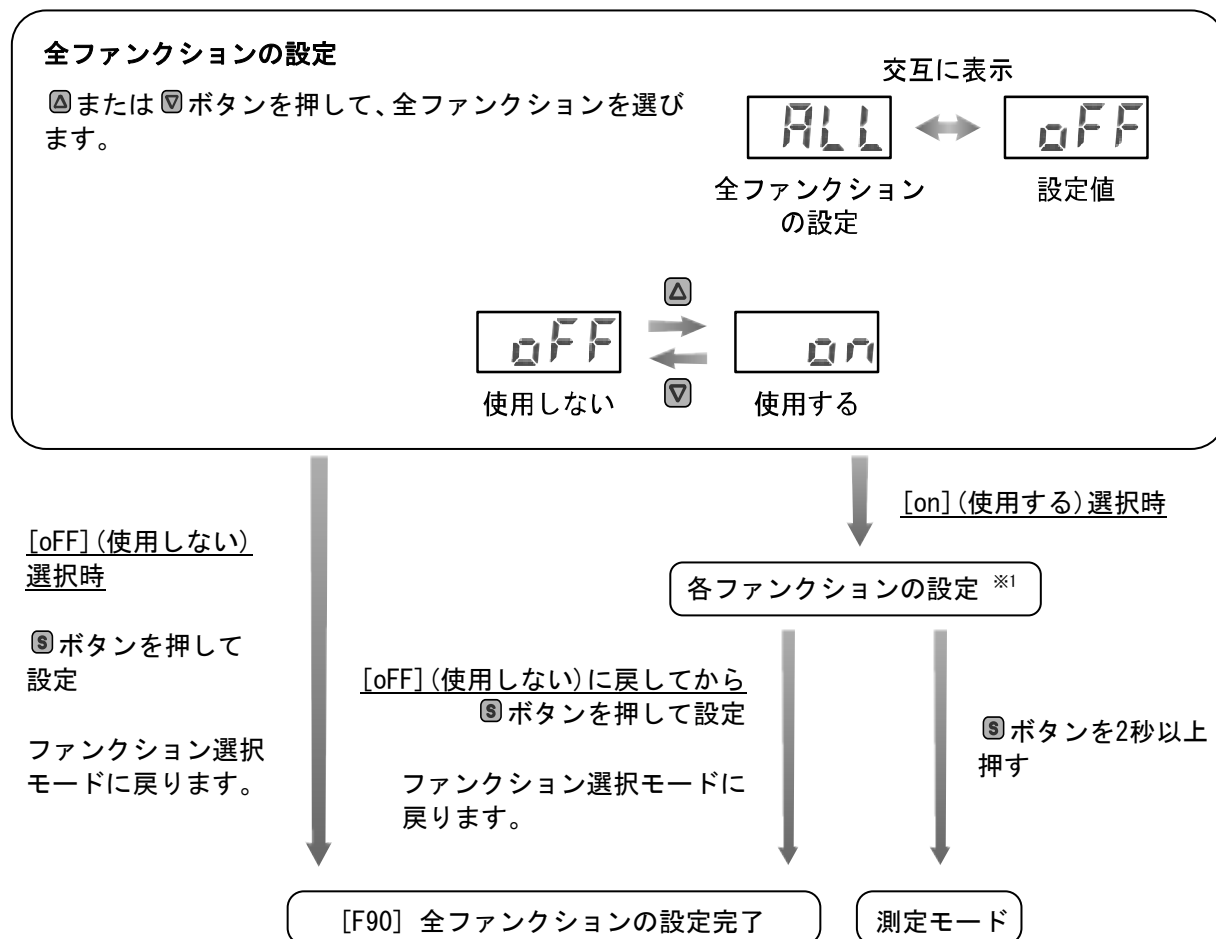 全ファンクションの設定
△または▽ボタンを押して、全ファンクションを選び
ます。
交互に表示
ALL
oFF
全ファンクション
の設定
設定値
△
oFF
on
▽
使用しない
使用する
[oFF](使用しない)
選択時
Sボタンを押して
設定
ファンクション選択
モードに戻ります。
[on](使用する)選択時
各ファンクションの設定 ※1
[oFF](使用しない)に戻してから
Sボタンを押して設定
ファンクション選択モードに
戻ります。
Sボタンを2秒以上
押す
[F90] 全ファンクションの設定完了
測定モード